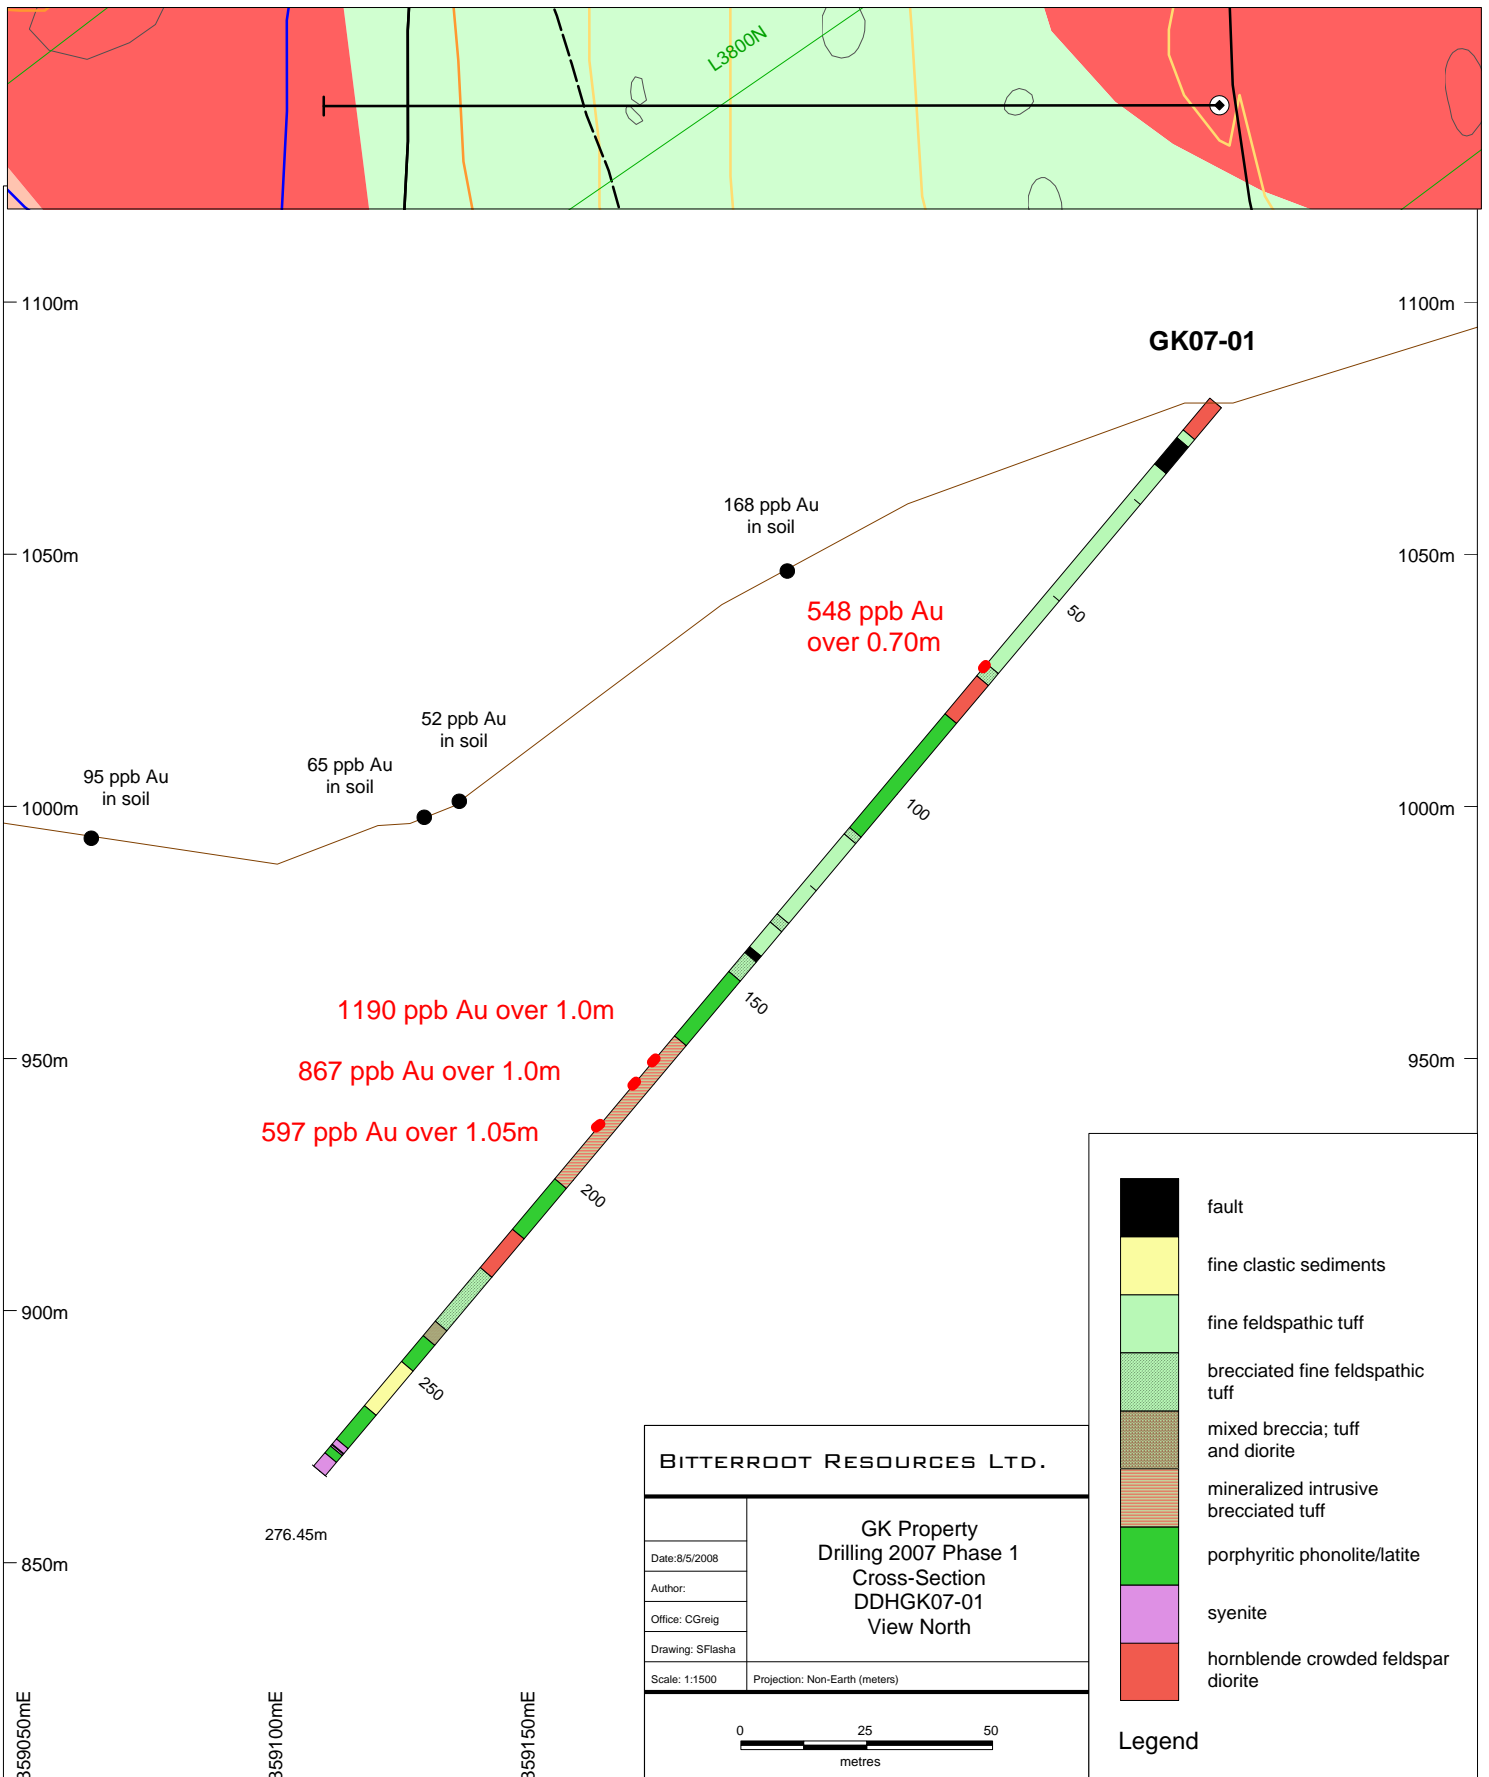 L3800N
1100m
1100m
GK07-01
168 ppb Au
in soil
1050m
1050m
548 ppb Au
over 0.70m
50
52 ppb Au
in soil
65 ppb Au
in soil
95 ppb Au
in soil
1000m
1000m
100
150
1190 ppb Au over 1.0m
950m
950m
867 ppb Au over 1.0m
597 ppb Au over 1.05m
200
900m
250
276.45m
850m
359050mE
359100mE
359150mE
BITTERROOT RESOURCES LTD.
GK Property
Drilling 2007 Phase 1
Cross-Section
DDHGK07-01
View North
Date:8/5/2008
Author:
Office: CGreig
Drawing: SFlasha
Scale: 1:1500
Projection: Non-Earth (meters)
0 25 50
metres
fault
fine clastic sediments
fine feldspathic tuff
brecciated fine feldspathic
tuff
mixed breccia; tuff
and diorite
mineralized intrusive
brecciated tuff
porphyritic phonolite/latite
syenite
hornblende crowded feldspar
diorite
Legend